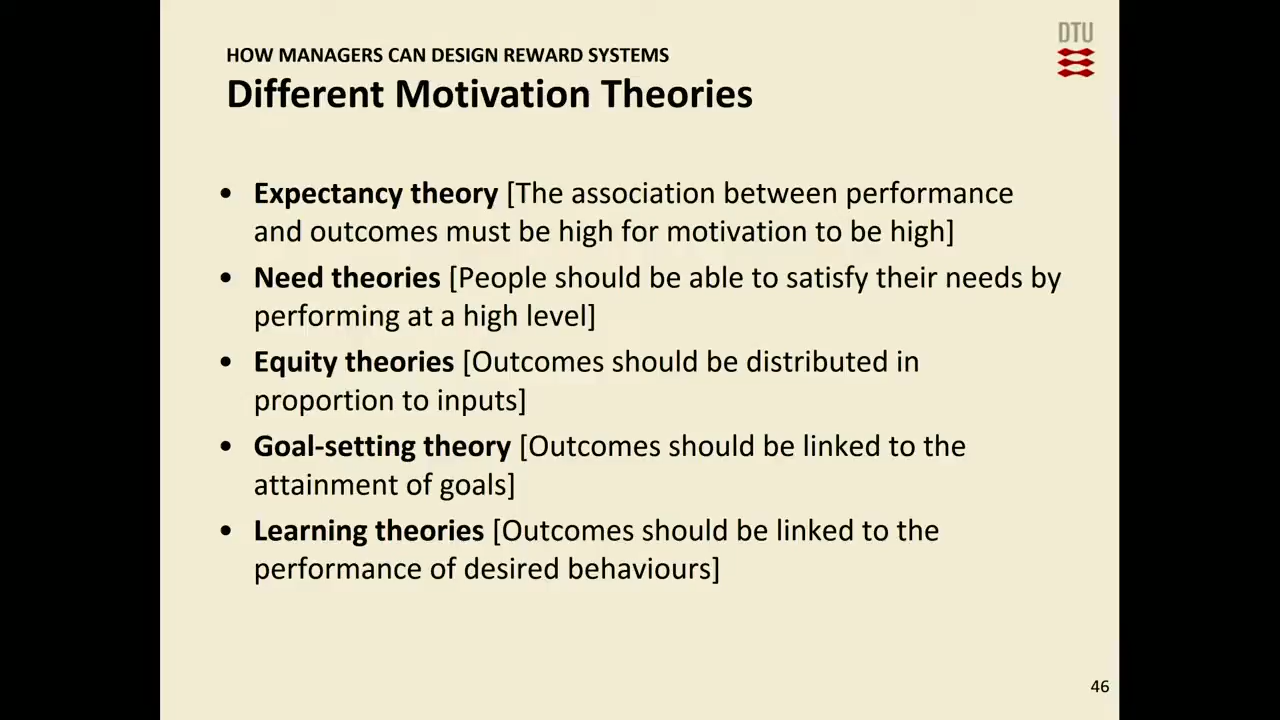 HOW MANAGERS CAN DESIGN REWARD SYSTEMS
DTU
Different Motivation Theories
• Expectancy theory [The association between performance
and outcomes must be high for motivation to be high]
• Need theories [People should be able to satisfy their needs by
performing at a high level]
• Equity theories [Outcomes should be distributed in
proportion to inputs]
• Goal-setting theory [Outcomes should be linked to the
attainment of goals]
• Learning theories [Outcomes should be linked to the
performance of desired behaviours]
46